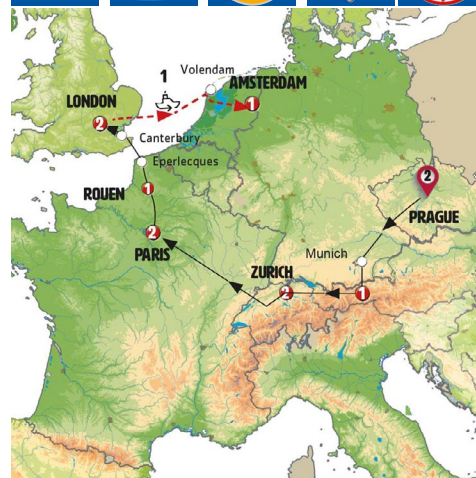 1
Volendam
AMSTERDAM
1
LONDON
2
Canterbury
Eperlecques
ROUEN
1
2
PARIS
2
PRAGUE
Munich
ZURICH
2
1